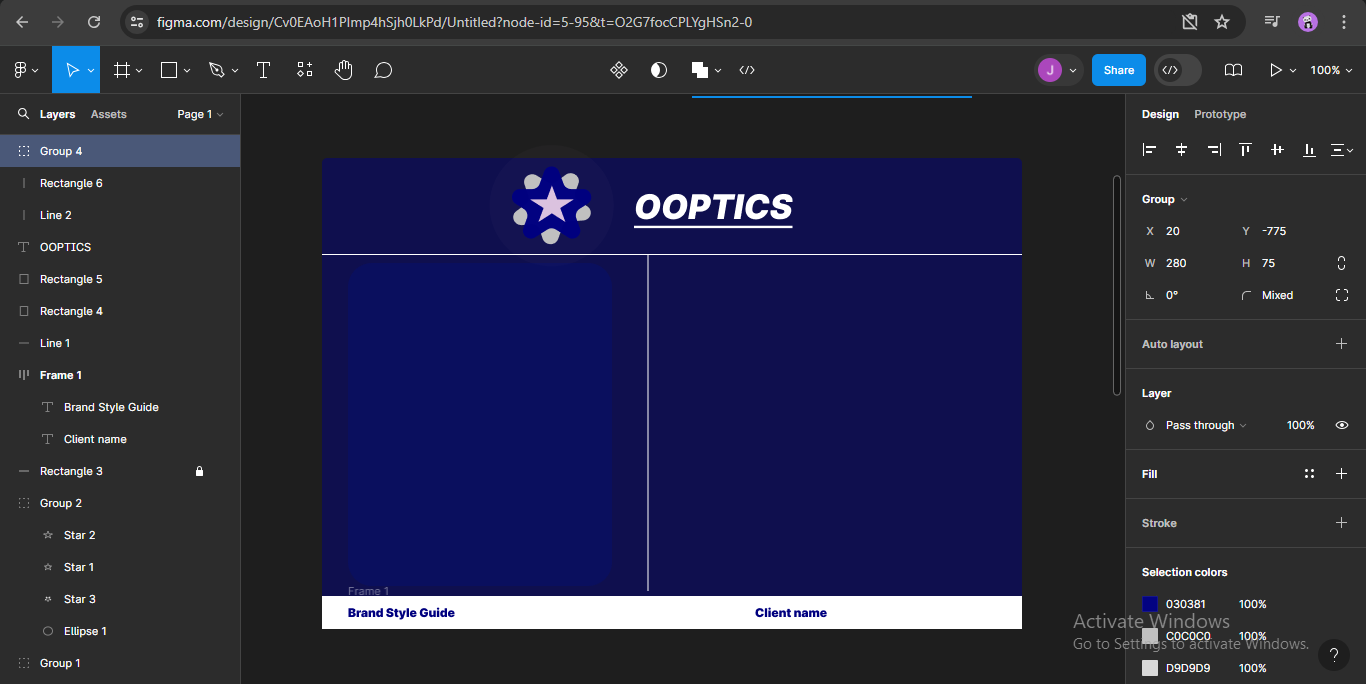 figma.com/design/Cv0EAoH1PImp4hSjh0LkPd/Untitled?node-id=5-95&t=O2G7focCPLYgHSn2-0
J
Share
100%
Layers
Assets
Page 1
Design
Prototype
Group 4
Rectangle 6
Line 2
OOPTICS
Rectangle 5
Rectangle 4
Line 1
Frame 1
Brand Style Guide
Client name
Rectangle 3
Group 2
Star 2
Star 1
Star 3
Ellipse 1
Group 1
OOPTICS
Frame 1
Brand Style Guide
Client name
Group
X 20
Y -775
W 280
H 75
0°
Mixed
Auto layout
Layer
Pass through
100%
Fill
Stroke
Selection colors
030381 100%
C0C0C0 100%
D9D9D9 100%
Activate Windows
Go to Settings to activate Windows.
?